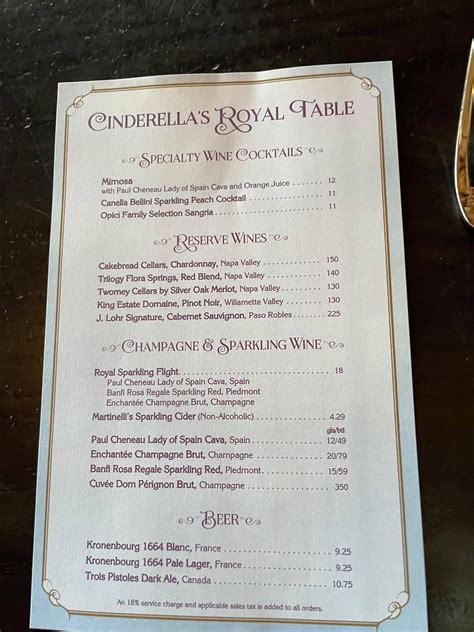 CINDERELLA'S ROYAL TABLE
SPECIALTY WINE COCKTAILS
Mimosa
with Paul Cheneau Lady of Spain Cava and Orange Juice ....... 12
Canella Bellini Sparkling Peach Cocktail .................. 11
Opici Family Selection Sangria ......................... 11
RESERVE WINES
Cakebread Cellars, Chardonnay, Napa Valley ............... 150
Trilogy Flora Springs, Red Blend, Napa Valley ............. 140
Twomey Cellars by Silver Oak Merlot, Napa Valley .......... 130
King Estate Domaine, Pinot Noir, Willamette Valley ......... 130
J. Lohr Signature, Cabernet Sauvignon, Paso Robles ........ 225
CHAMPAGNE & SPARKLING WINE
Royal Sparkling Flight ................................ 18
Paul Cheneau Lady of Spain Cava, Spain
Banfi Rosa Regale Sparkling Red, Piedmont
Enchantée Champagne Brut, Champagne
Martinelli's Sparkling Cider (Non-Alcoholic) ............... 4.29
gls/btl
Paul Cheneau Lady of Spain Cava, Spain ................. 12/49
Enchantée Champagne Brut, Champagne ................ 20/79
Banfi Rosa Regale Sparkling Red, Piedmont .............. 15/59
Cuvée Dom Pérignon Brut, Champagne ................. 350
BEER
Kronenbourg 1664 Blanc, France ........................ 9.25
Kronenbourg 1664 Pale Lager, France .................... 9.25
Trois Pistoles Dark Ale, Canada ......................... 10.75
An 18% service charge and applicable sales tax is added to all orders.